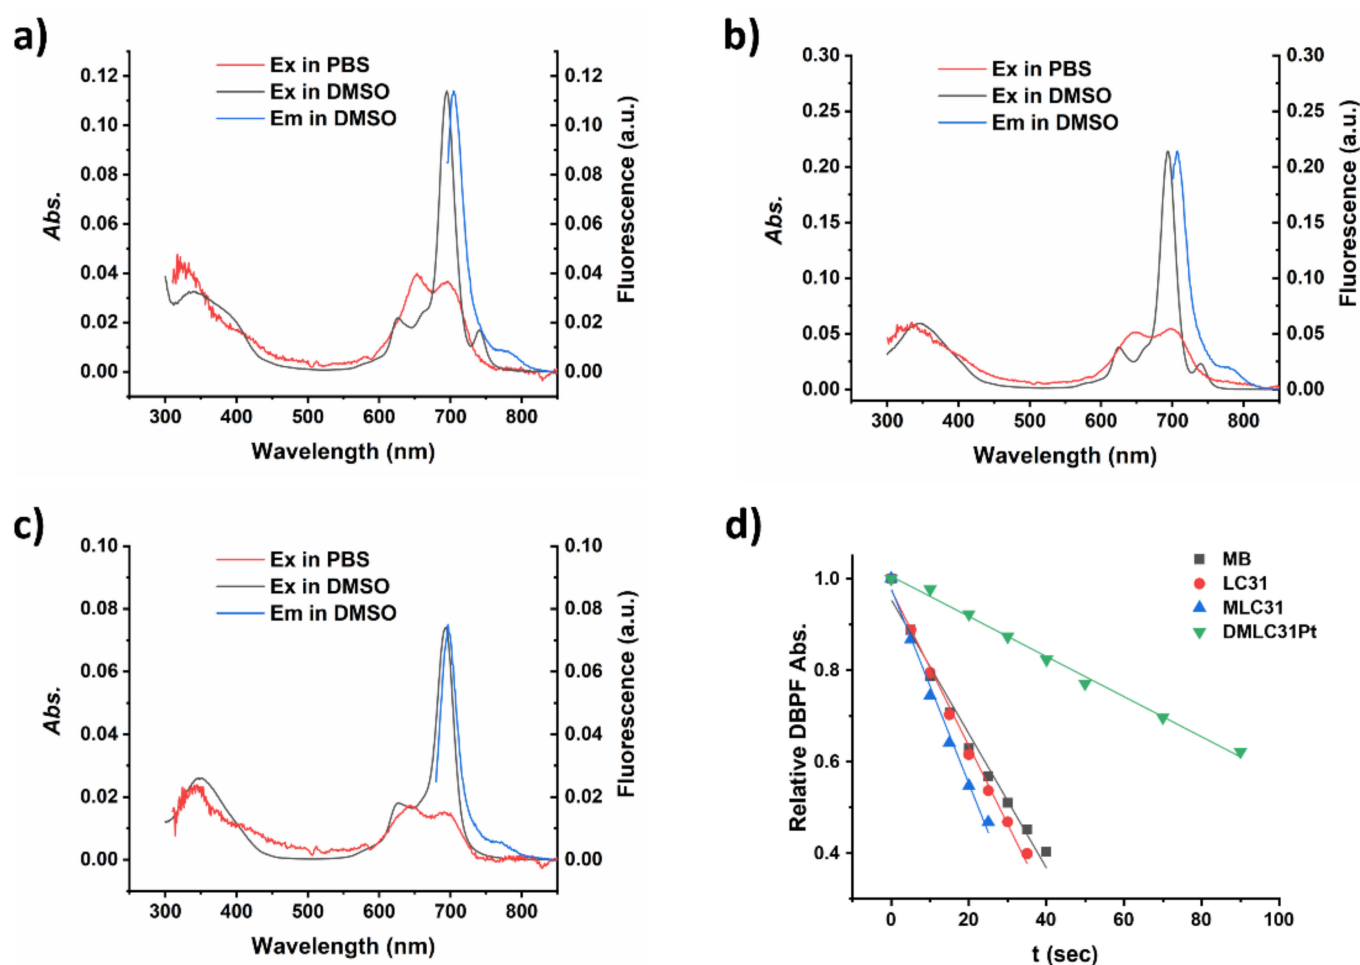 a)
Ex in PBS
Ex in DMSO
Em in DMSO
0.12
0.10
0.08
0.06
0.04
0.02
0.00
Abs.
0.12
0.10
0.08
0.06
0.04
0.02
0.00
Fluorescence (a.u.)
300 400 500 600 700 800
Wavelength (nm)
b)
Ex in PBS
Ex in DMSO
Em in DMSO
0.30
0.25
0.20
0.15
0.10
0.05
0.00
Abs.
0.30
0.25
0.20
0.15
0.10
0.05
0.00
Fluorescence (a.u.)
300 400 500 600 700 800
Wavelength (nm)
c)
Ex in PBS
Ex in DMSO
Em in DMSO
0.10
0.08
0.06
0.04
0.02
0.00
Abs.
0.10
0.08
0.06
0.04
0.02
0.00
Fluorescence (a.u.)
300 400 500 600 700 800
Wavelength (nm)
d)
MB
LC31
MLC31
DMLC31Pt
1.0
0.8
0.6
0.4
Relative DBPF Abs.
0 20 40 60 80 100
t (sec)